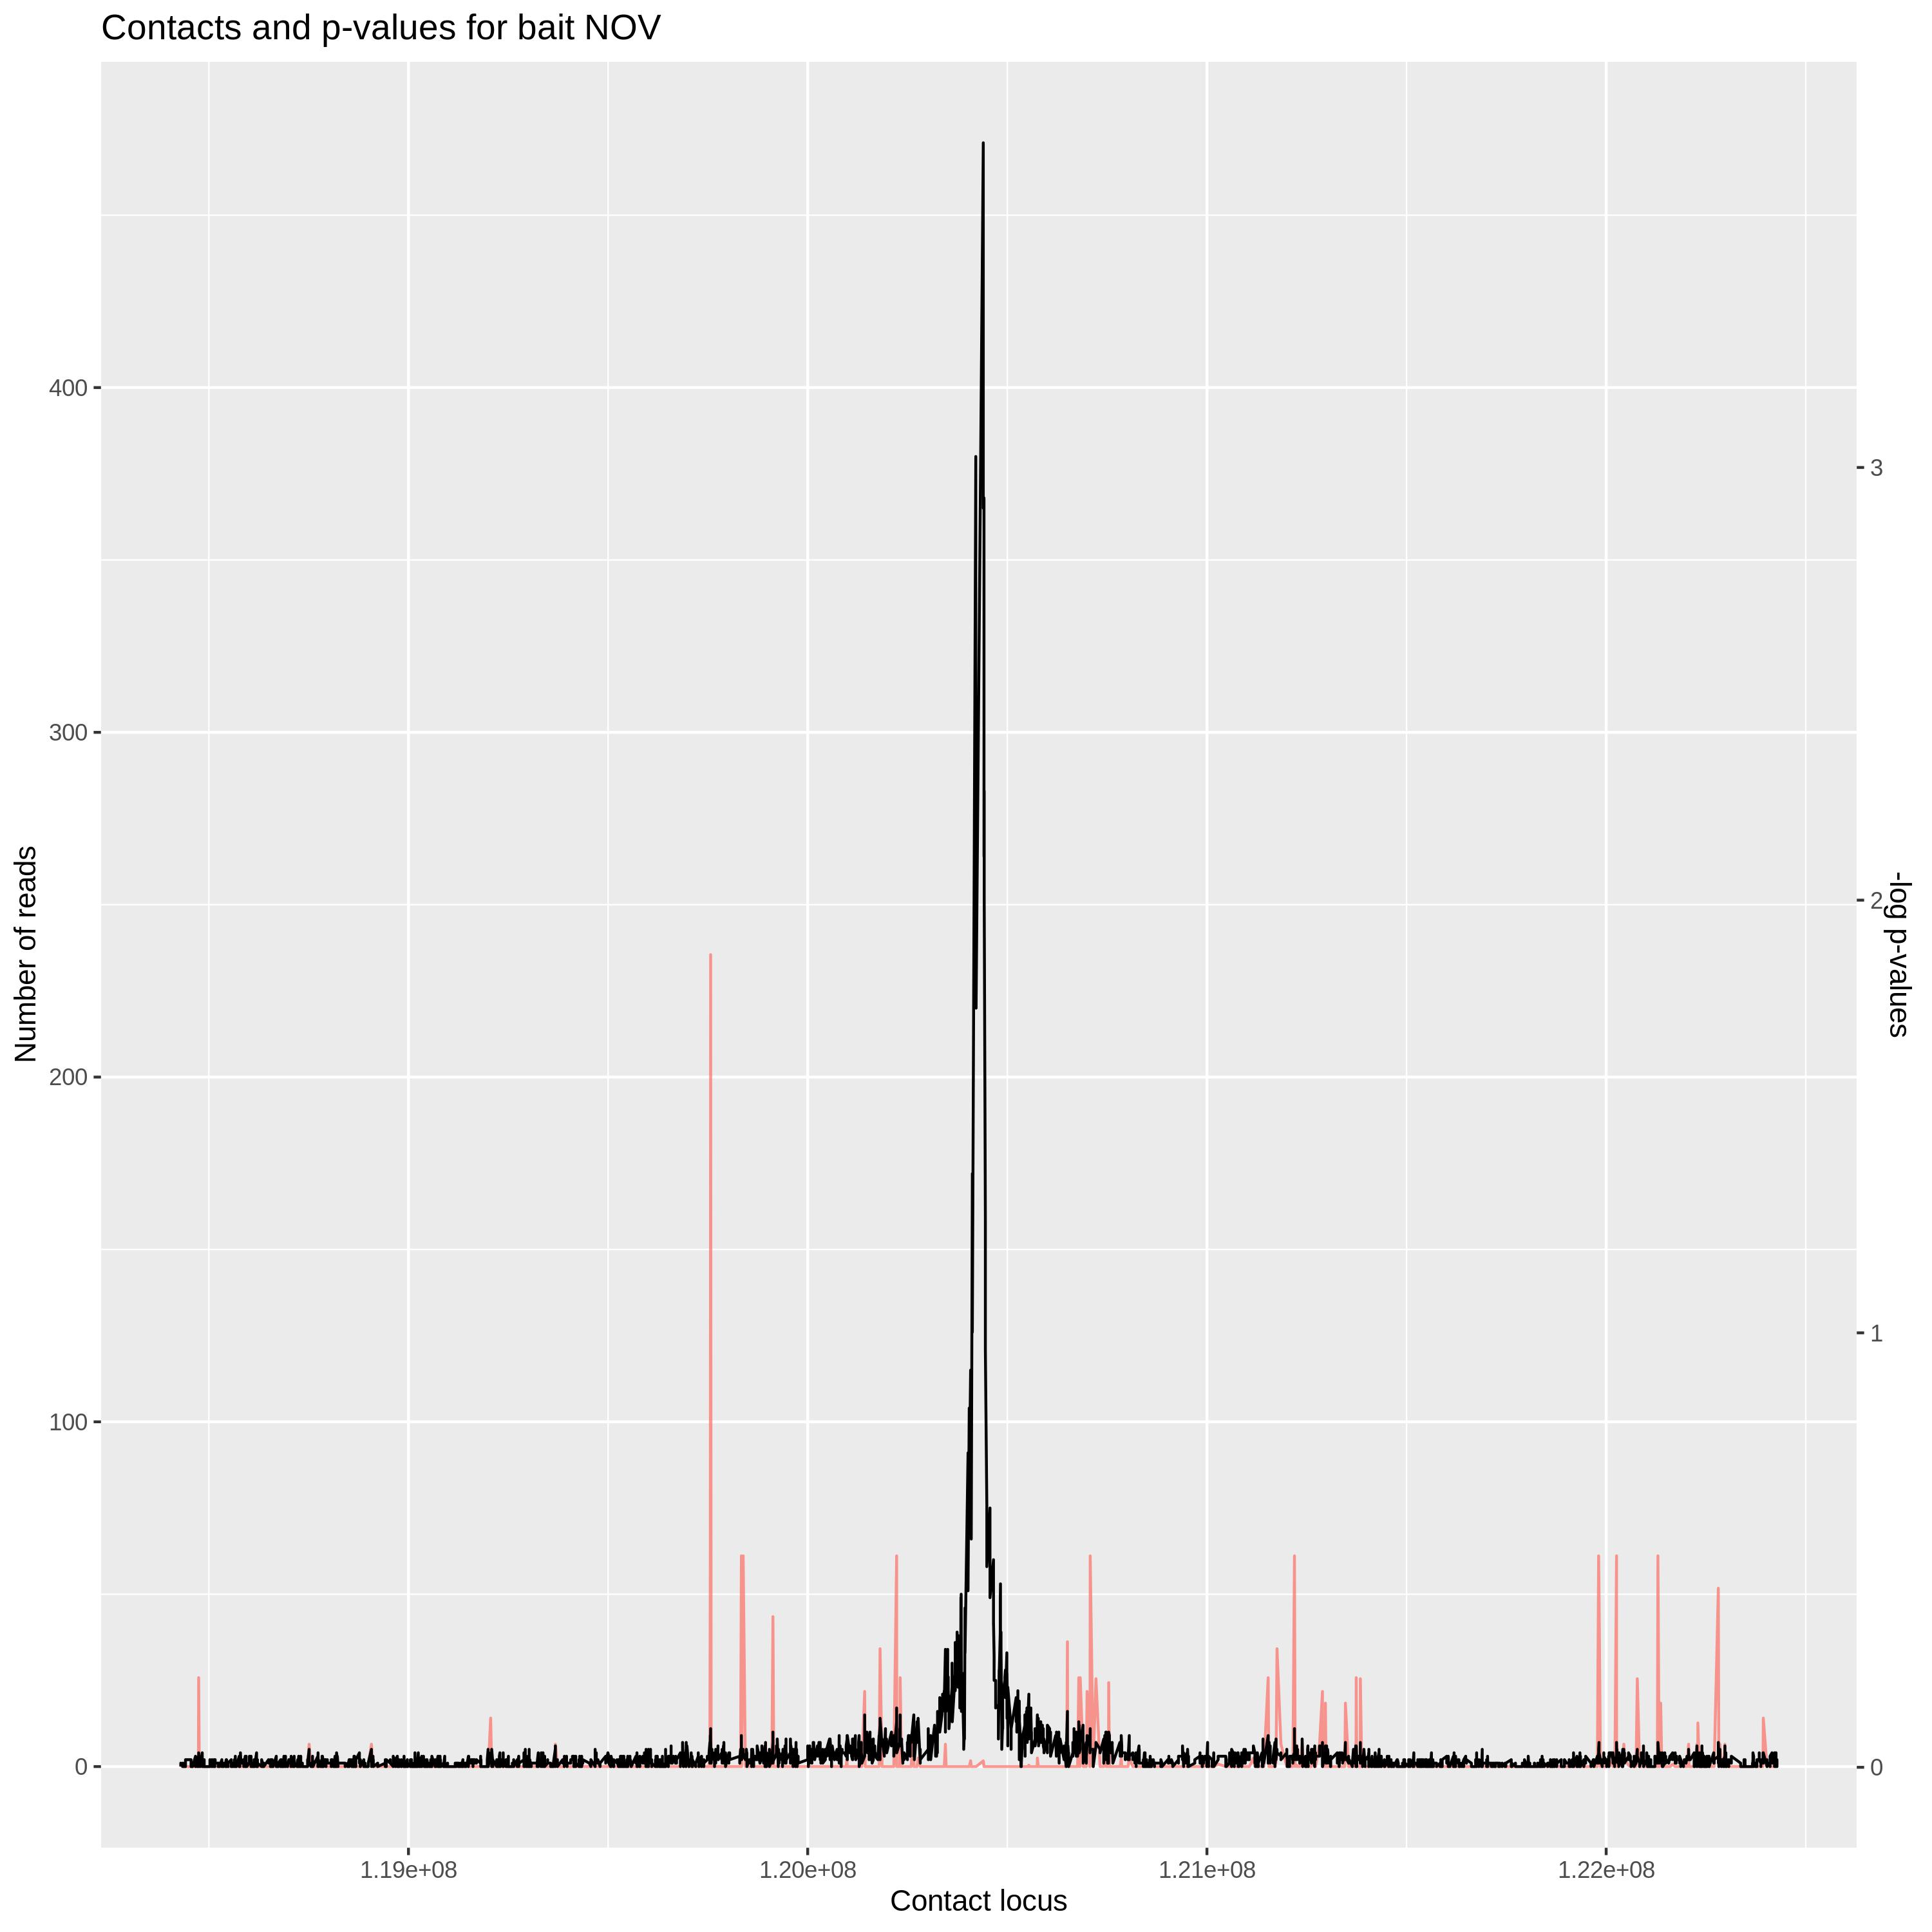 Contacts and p-values for bait NOV
Number of reads
400
300
200
100
0
3
2
1
0
-log p-values
1.19e+08
1.20e+08
1.21e+08
1.22e+08
Contact locus